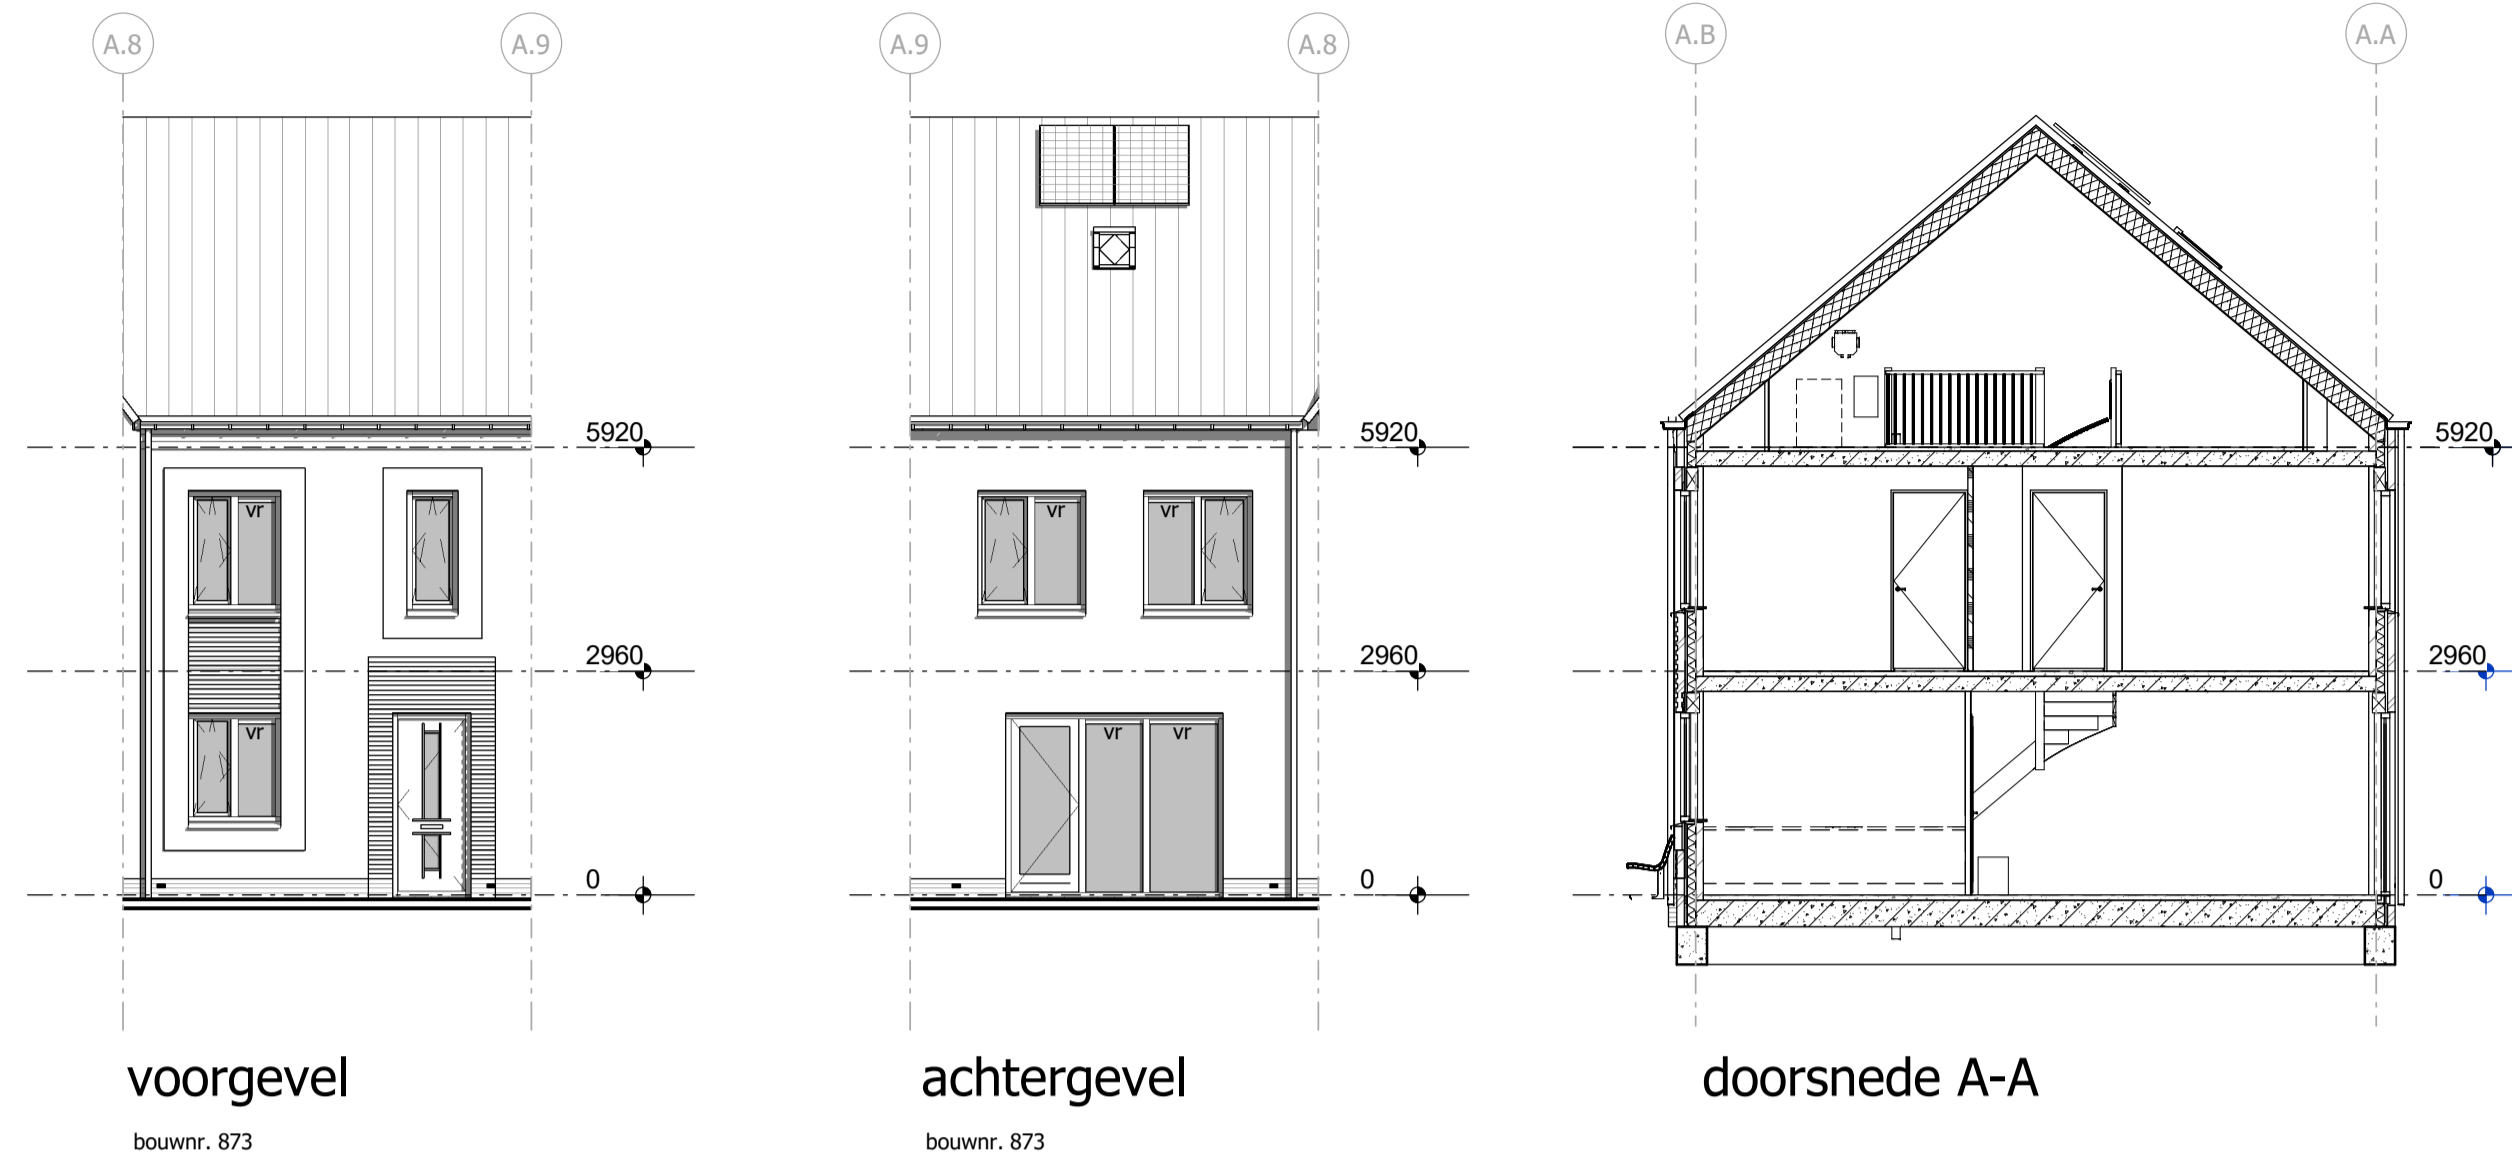 A.8
A.9
5920
vr
2960
vr
0
voorgevel
bouwnr. 873
A.9
A.8
5920
vr
vr
2960
vr
vr
0
achtergevel
bouwnr. 873
A.B
A.A
5920
2960
0
doorsnede A-A